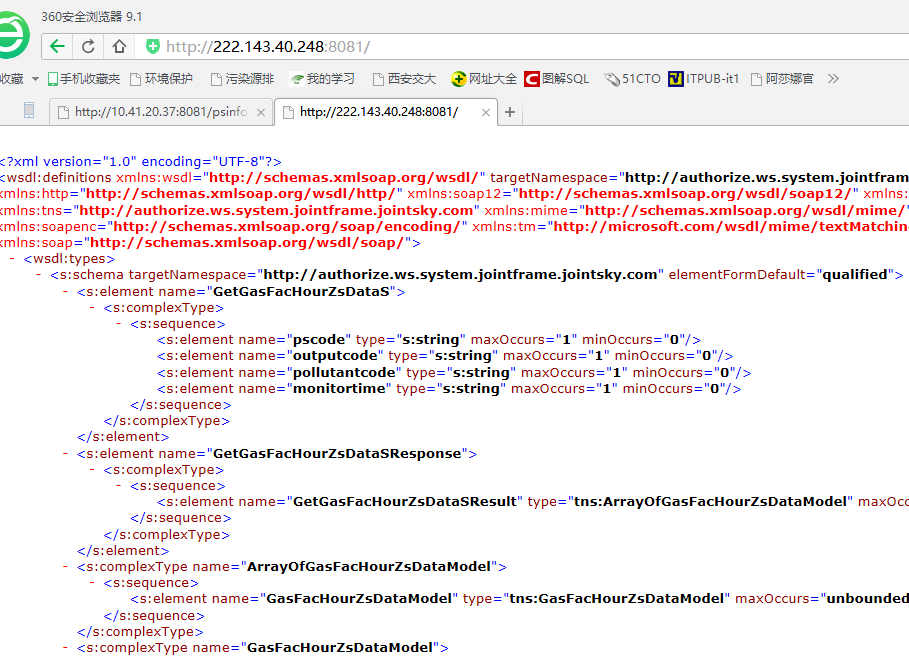 360安全浏览器 9.1
http://222.143.40.248:8081/
收藏 手机收藏夹 环境保护 污染源排 我的学习 西安交大 网址大全 图解SQL 51CTO ITPUB-it1 阿莎娜官
http://10.41.20.37:8081/psinfo http://222.143.40.248:8081/
<?xml version="1.0" encoding="UTF-8"?>
<wsdl:definitions xmlns:wsdl="http://schemas.xmlsoap.org/wsdl/" targetNamespace="http://authorize.ws.system.jointfram
xmlns:http="http://schemas.xmlsoap.org/wsdl/http/" xmlns:soap12="http://schemas.xmlsoap.org/wsdl/soap12/" xmlns:
xmlns:tns="http://authorize.ws.system.jointframe.jointsky.com" xmlns:mime="http://schemas.xmlsoap.org/wsdl/mime/"
xmlns:soapenc="http://schemas.xmlsoap.org/soap/encoding/" xmlns:tm="http://microsoft.com/wsdl/mime/textMatchin
xmlns:soap="http://schemas.xmlsoap.org/wsdl/soap/">
- <wsdl:types>
- <s:schema targetNamespace="http://authorize.ws.system.jointframe.jointsky.com" elementFormDefault="qualified">
- <s:element name="GetGasFacHourZsDataS">
- <s:complexType>
- <s:sequence>
<s:element name="pscode" type="s:string" maxOccurs="1" minOccurs="0"/>
<s:element name="outputcode" type="s:string" maxOccurs="1" minOccurs="0"/>
<s:element name="pollutantcode" type="s:string" maxOccurs="1" minOccurs="0"/>
<s:element name="monitortime" type="s:string" maxOccurs="1" minOccurs="0"/>
</s:sequence>
</s:complexType>
</s:element>
- <s:element name="GetGasFacHourZsDataSResponse">
- <s:complexType>
- <s:sequence>
<s:element name="GetGasFacHourZsDataSResult" type="tns:ArrayOfGasFacHourZsDataModel" maxOc
</s:sequence>
</s:complexType>
</s:element>
- <s:complexType name="ArrayOfGasFacHourZsDataModel">
- <s:sequence>
<s:element name="GasFacHourZsDataModel" type="tns:GasFacHourZsDataModel" maxOccurs="unbounded
</s:sequence>
</s:complexType>
- <s:complexType name="GasFacHourZsDataModel">